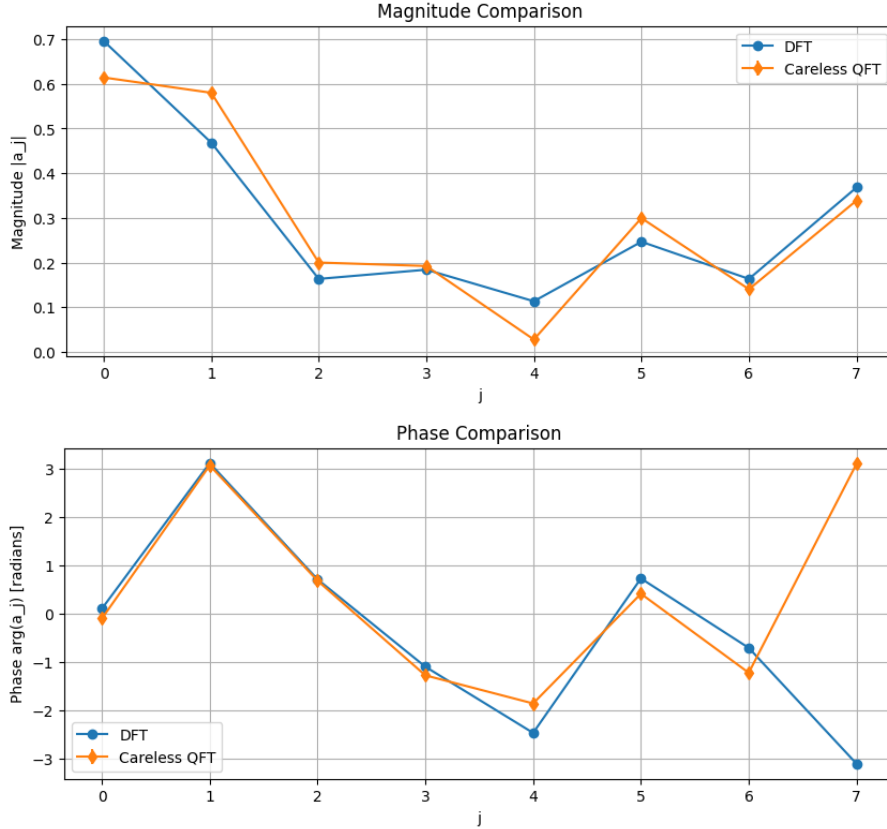 Magnitude Comparison
Magnitude |a_j|
0.7
0.6
0.5
0.4
0.3
0.2
0.1
0.0
DFT
Careless QFT
0 1 2 3 4 5 6 7
j
Phase Comparison
Phase arg(a_j) [radians]
3
2
1
0
−1
−2
−3
DFT
Careless QFT
0 1 2 3 4 5 6 7
j